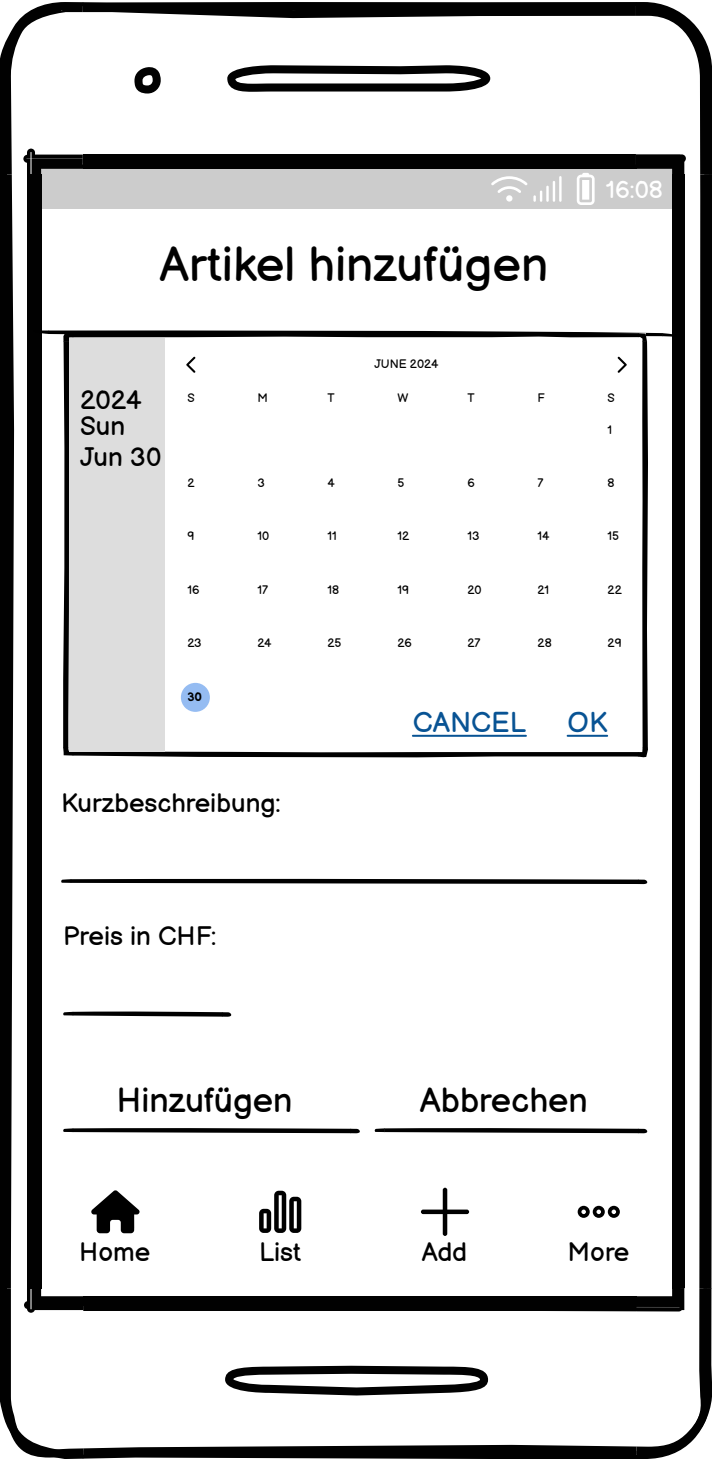 16:08
Artikel hinzufügen
2024
Sun
Jun 30
JUNE 2024
S M T W T F S
1
2 3 4 5 6 7 8
9 10 11 12 13 14 15
16 17 18 19 20 21 22
23 24 25 26 27 28 29
30
CANCEL OK
Kurzbeschreibung:
Preis in CHF:
Hinzufügen Abbrechen
Home List Add More